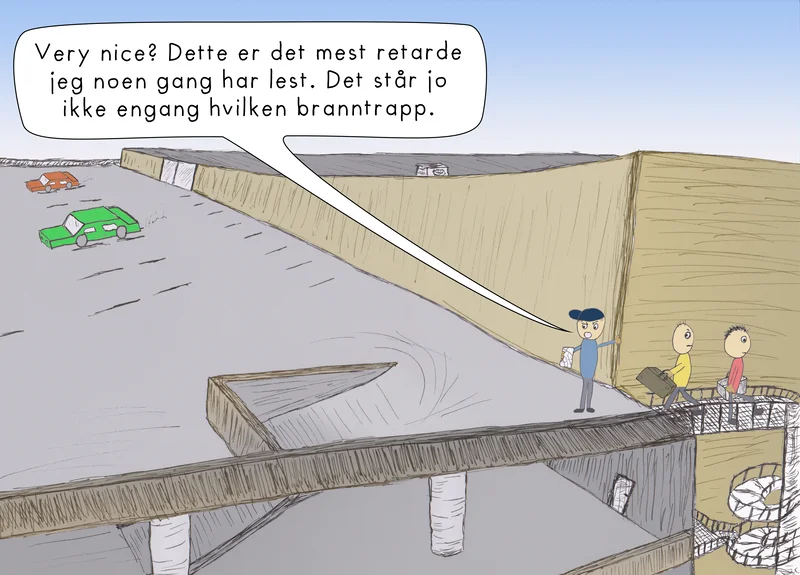 Very nice? Dette er det mest retarde
jeg noen gang har lest. Det står jo
ikke engang hvilken branntrapp.